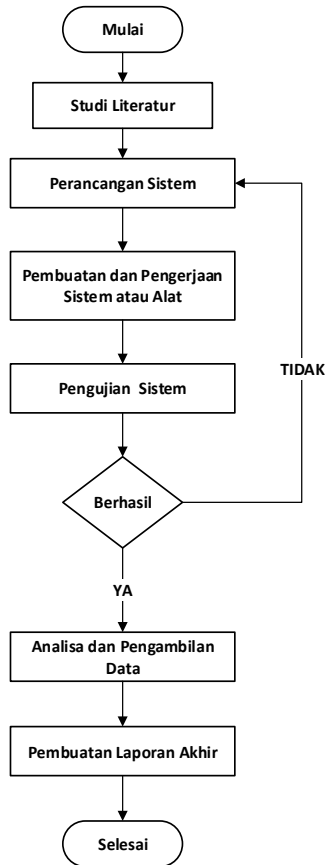 Mulai
Studi Literatur
Perancangan Sistem
Pembuatan dan Pengerjaan
Sistem atau Alat
Pengujian Sistem
TIDAK
Berhasil
YA
Analisa dan Pengambilan
Data
Pembuatan Laporan Akhir
Selesai